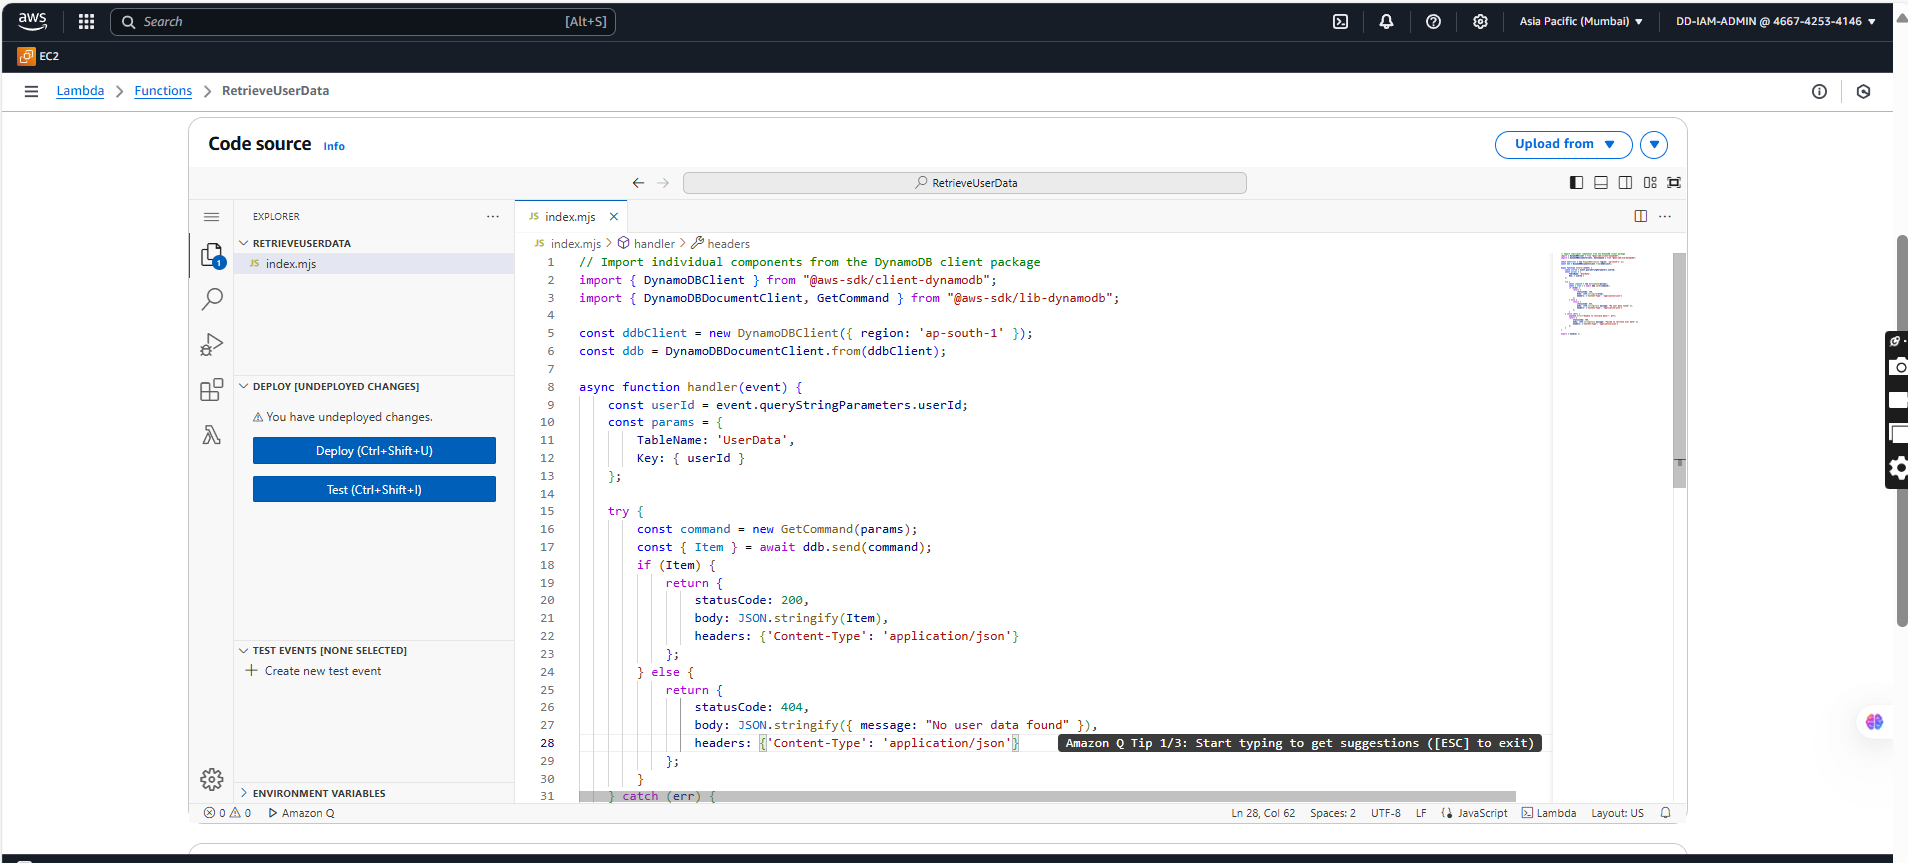 aws
Search
[Alt+S]
Asia Pacific (Mumbai)
DD-IAM-ADMIN @ 4667-4253-4146
EC2
Lambda
Functions
RetrieveUserData
Code source
Info
Upload from
RetrieveUserData
EXPLORER
RETRIEVEUSERDATA
JS index.mjs
1
DEPLOY [UNDEPLOYED CHANGES]
You have undeployed changes.
Deploy (Ctrl+Shift+U)
Test (Ctrl+Shift+I)
TEST EVENTS [NONE SELECTED]
Create new test event
ENVIRONMENT VARIABLES
JS index.mjs
JS index.mjs > handler > headers
1 // Import individual components from the DynamoDB client package
2 import { DynamoDBClient } from "@aws-sdk/client-dynamodb";
3 import { DynamoDBDocumentClient, GetCommand } from "@aws-sdk/lib-dynamodb";
4
5 const ddbClient = new DynamoDBClient({ region: 'ap-south-1' });
6 const ddb = DynamoDBDocumentClient.from(ddbClient);
7
8 async function handler(event) {
9 const userId = event.queryStringParameters.userId;
10 const params = {
11 TableName: 'UserData',
12 Key: { userId }
13 };
14
15 try {
16 const command = new GetCommand(params);
17 const { Item } = await ddb.send(command);
18 if (Item) {
19 return {
20 statusCode: 200,
21 body: JSON.stringify(Item),
22 headers: {'Content-Type': 'application/json'}
23 };
24 } else {
25 return {
26 statusCode: 404,
27 body: JSON.stringify({ message: "No user data found" }),
28 headers: {'Content-Type': 'application/json'} Amazon Q Tip 1/3: Start typing to get suggestions ([ESC] to exit)
29 };
30 }
31 } catch (err) {
0 0 Amazon Q
Ln 28, Col 62
Spaces: 2
UTF-8
LF
JavaScript
Lambda
Layout: US